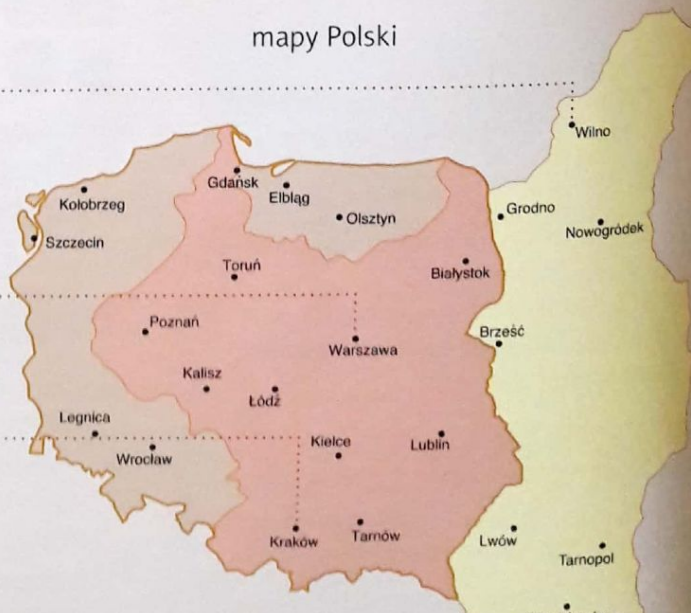 mapy Polski
Wilno
Gdańsk
Elbląg
Kołobrzeg
Grodno
Olsztyn
Nowogródek
Szczecin
Toruń
Białystok
Poznań
Brześć
Warszawa
Kalisz
Łódź
Legnica
Kielce
Lublin
Wrocław
Kraków
Tarnów
Lwów
Tarnopol